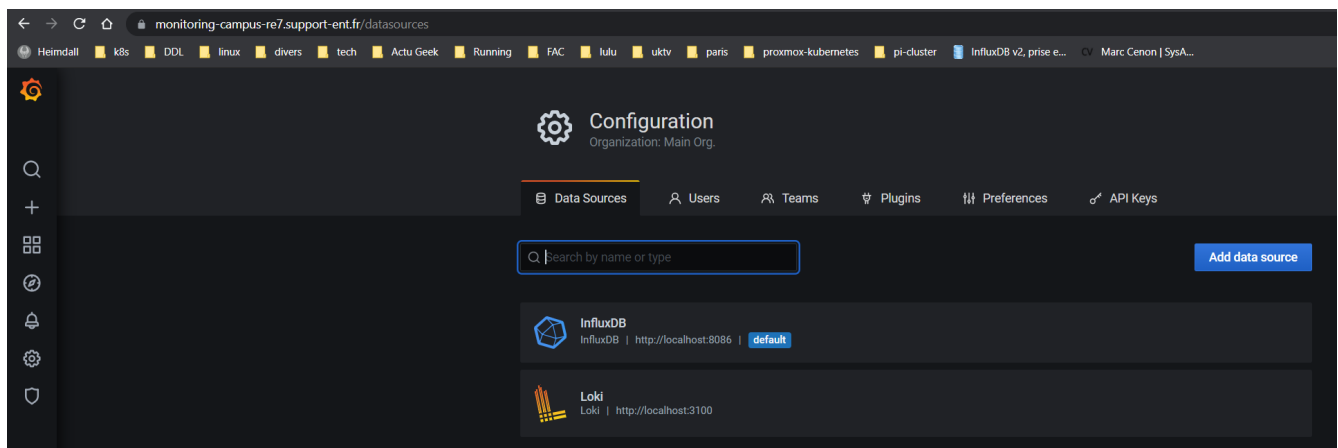 monitoring-campus-re7.support-ent.fr/datasources
Heimdall k8s DDL linux divers tech Actu Geek Running FAC lulu uktv paris proxmox-kubernetes pi-cluster InfluxDB v2, prise e... CV Marc Cenon | SysA...
Configuration
Organization: Main Org.
Data Sources Users Teams Plugins Preferences API Keys
Search by name or type Add data source
InfluxDB
InfluxDB | http://localhost:8086 | default
Loki
Loki | http://localhost:3100